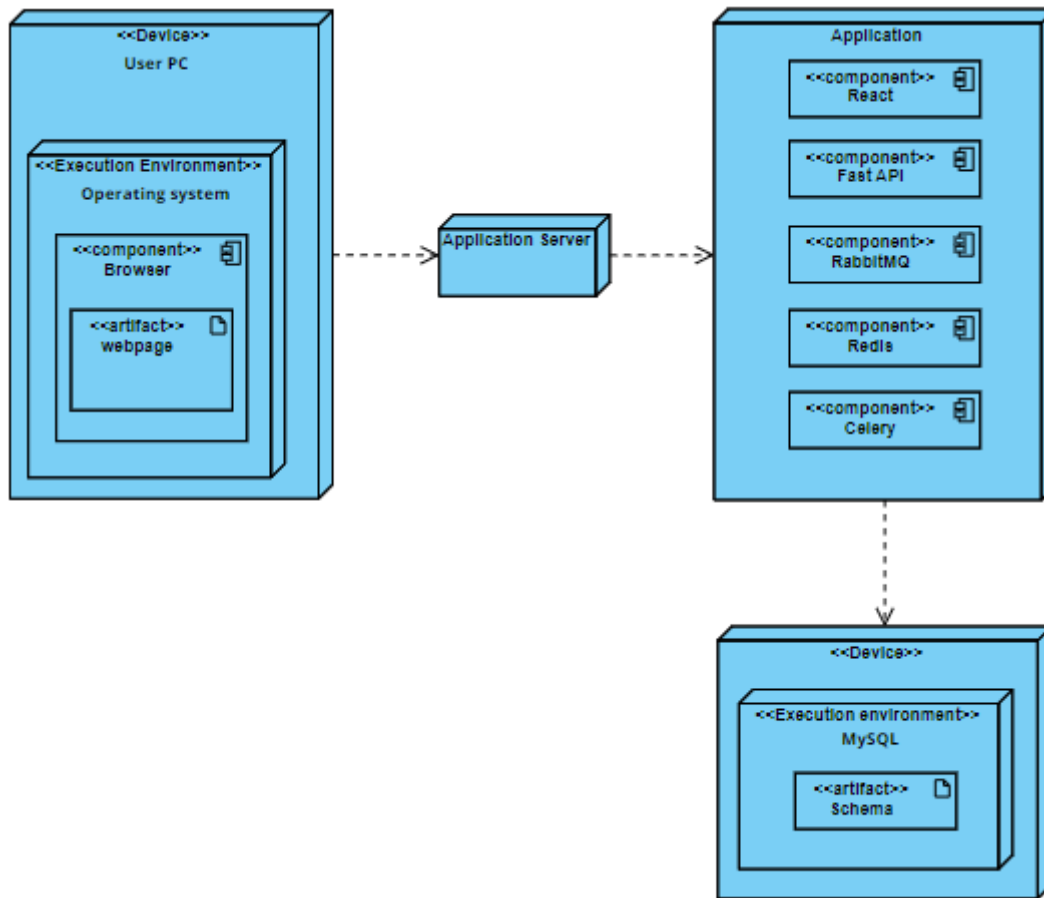 <<Device>>
User PC
<<Execution Environment>>
Operating system
<<component>>
Browser
<<artifact>>
webpage
Application Server
Application
<<component>>
React
<<component>>
Fast API
<<component>>
RabbitMQ
<<component>>
Redis
<<component>>
Celery
<<Device>>
<<Execution environment>>
MySQL
<<artifact>>
Schema